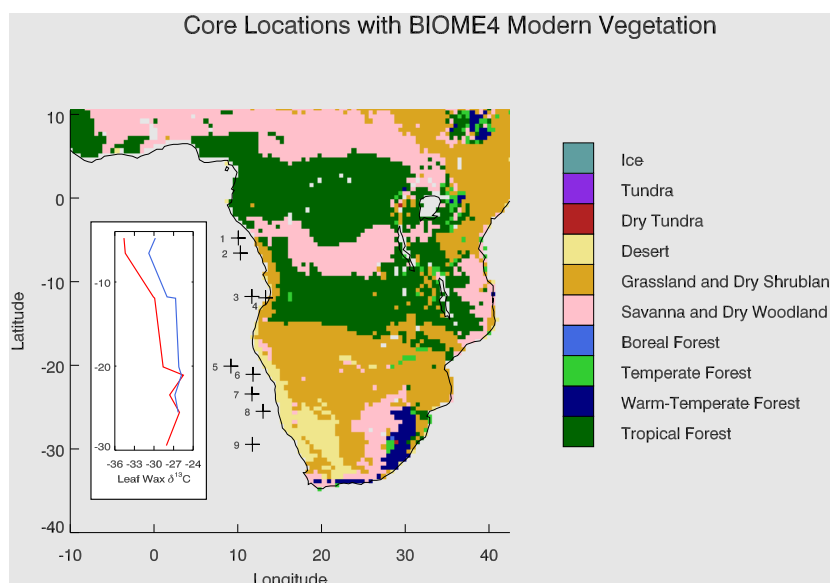 Core Locations with BIOME4 Modern Vegetation
10
0
-10
-20
-30
-40
Latitude
-10
0
10
20
30
40
Longitude
-10
-20
-30
-36 -33 -30 -27 -24
Leaf Wax δ¹³C
1
2
3
4
5
6
7
8
9
Ice
Tundra
Dry Tundra
Desert
Grassland and Dry Shrublan
Savanna and Dry Woodland
Boreal Forest
Temperate Forest
Warm-Temperate Forest
Tropical Forest